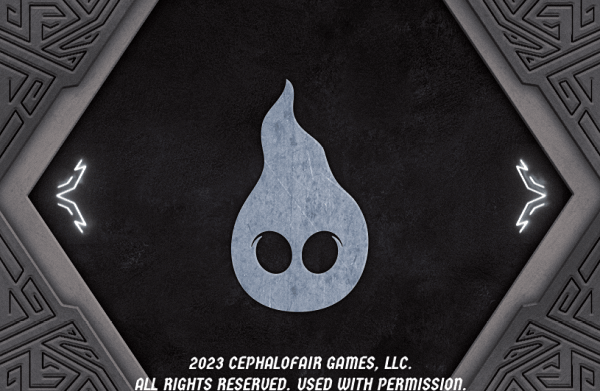 2023 CEPHALOFAIR GAMES, LLC.
ALL RIGHTS RESERVED. USED WITH PERMISSION.